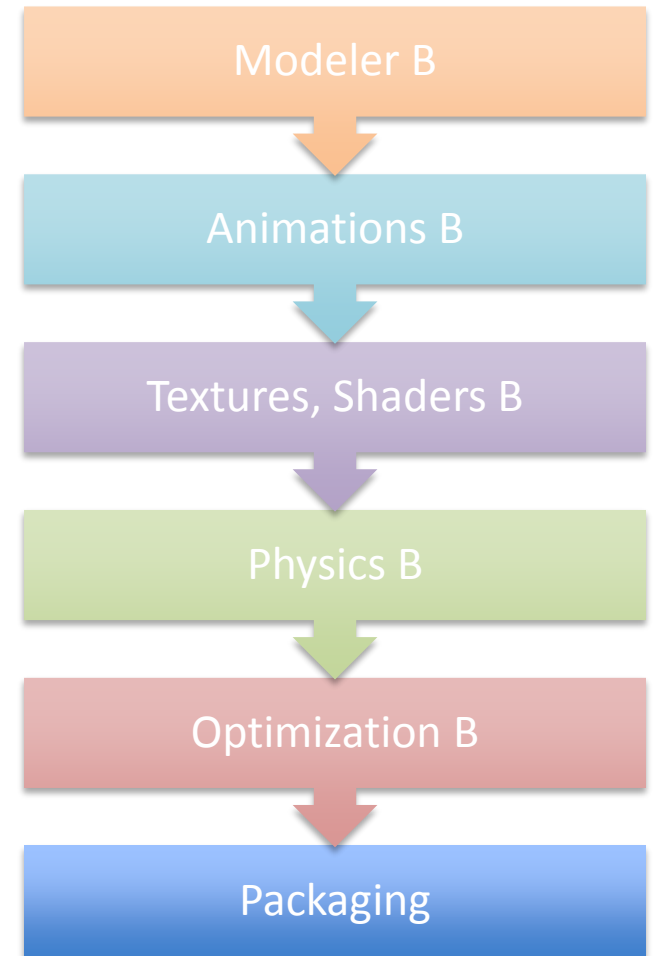 Modeler B
Animations B
Textures, Shaders B
Physics B
Optimization B
Packaging